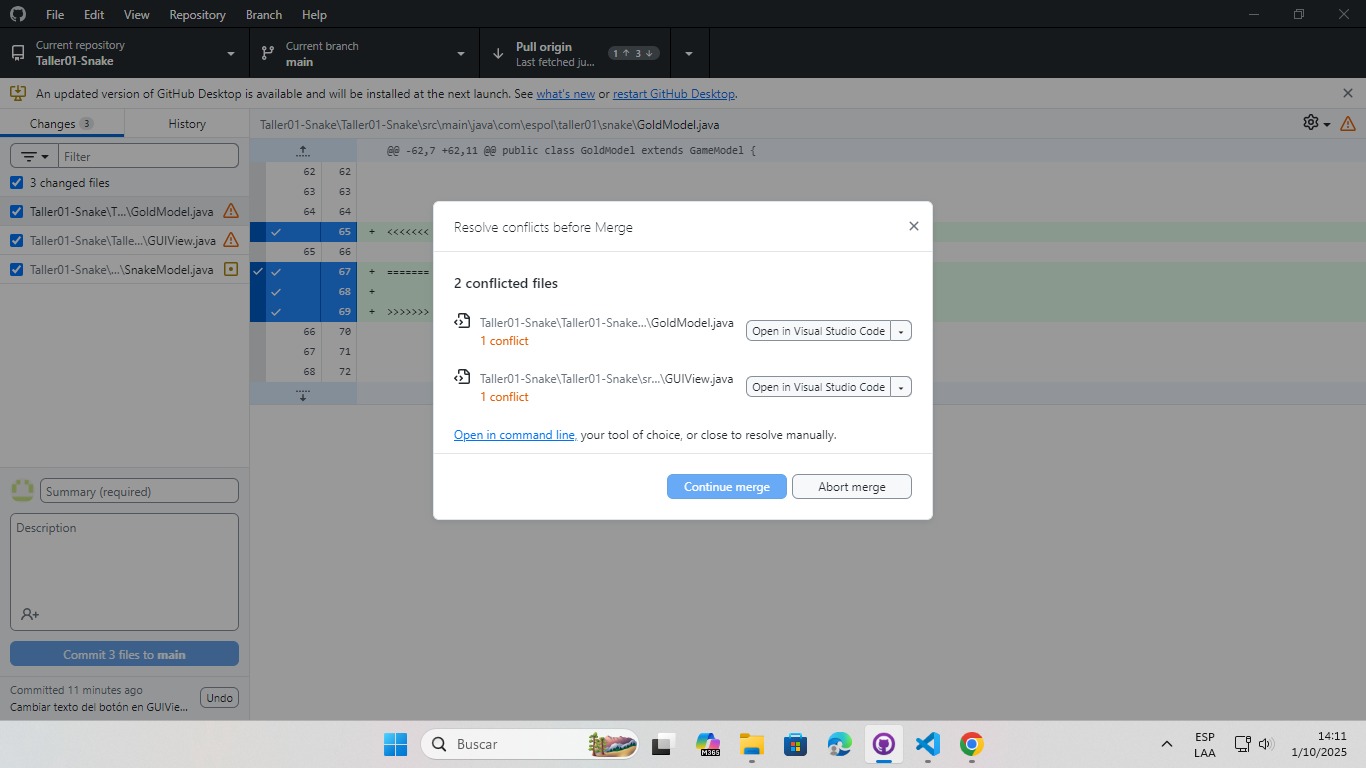 File Edit View Repository Branch Help
Current repository
Taller01-Snake
Current branch
main
Pull origin
Last fetched ju...
1 ↑ 3 ↓
An updated version of GitHub Desktop is available and will be installed at the next launch. See what's new or restart GitHub Desktop.
Changes 3
History
Filter
3 changed files
Taller01-Snake\T...\GoldModel.java
Taller01-Snake\Talle...\GUIView.java
Taller01-Snake\...\SnakeModel.java
Summary (required)
Description
Commit 3 files to main
Committed 11 minutes ago
Cambiar texto del botón en GUIVie...
Undo
Taller01-Snake\Taller01-Snake\src\main\java\com\espol\taller01\snake\GoldModel.java
@@ -62,7 +62,11 @@ public class GoldModel extends GameModel {
62 62
63 63
64 64
65 + <<<<<<<
65 66
67 + =======
68 +
69 + >>>>>>>
66 70
67 71
68 72
Resolve conflicts before Merge
2 conflicted files
Taller01-Snake\Taller01-Snake...\GoldModel.java
1 conflict
Open in Visual Studio Code
Taller01-Snake\Taller01-Snake\sr...\GUIView.java
1 conflict
Open in Visual Studio Code
Open in command line, your tool of choice, or close to resolve manually.
Continue merge
Abort merge
Buscar
M365
ESP
LAA
14:11
1/10/2025